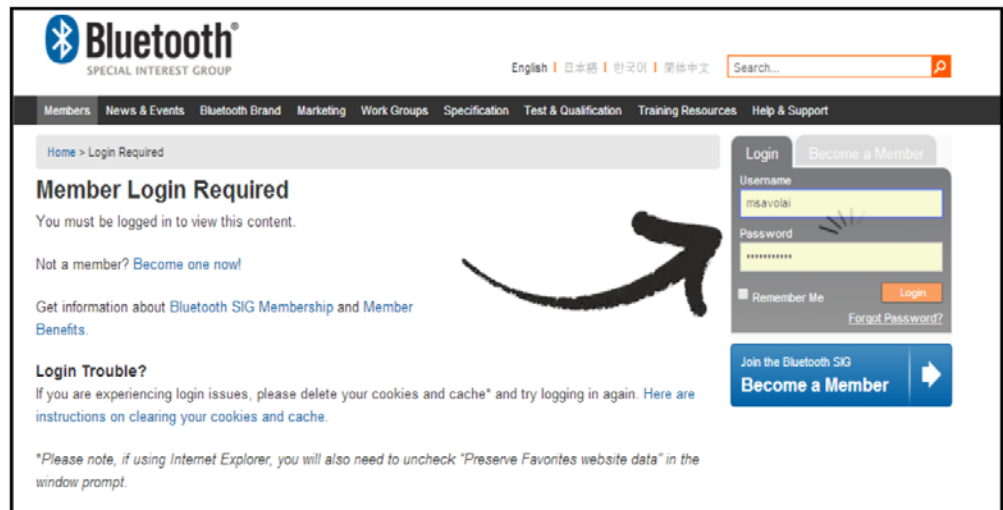 Bluetooth®
SPECIAL INTEREST GROUP
English | 日本語 | 한국어 | 简体中文
Search...
Members News & Events Bluetooth Brand Marketing Work Groups Specification Test & Qualification Training Resources Help & Support
Home > Login Required
Member Login Required
You must be logged in to view this content.
Not a member? Become one now!
Get information about Bluetooth SIG Membership and Member
Benefits.
Login Trouble?
If you are experiencing login issues, please delete your cookies and cache* and try logging in again. Here are
instructions on clearing your cookies and cache.
*Please note, if using Internet Explorer, you will also need to uncheck "Preserve Favorites website data" in the
window prompt.
Login Become a Member
Username
msavolai
Password
***********
Remember Me Login
Forgot Password?
Join the Bluetooth SIG
Become a Member